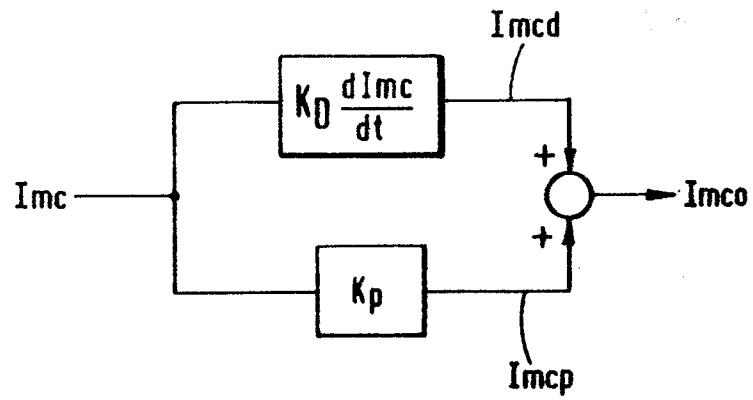 Imcd
K_D dImc/dt
+
Imc
Imco
+
Kp
Imcp